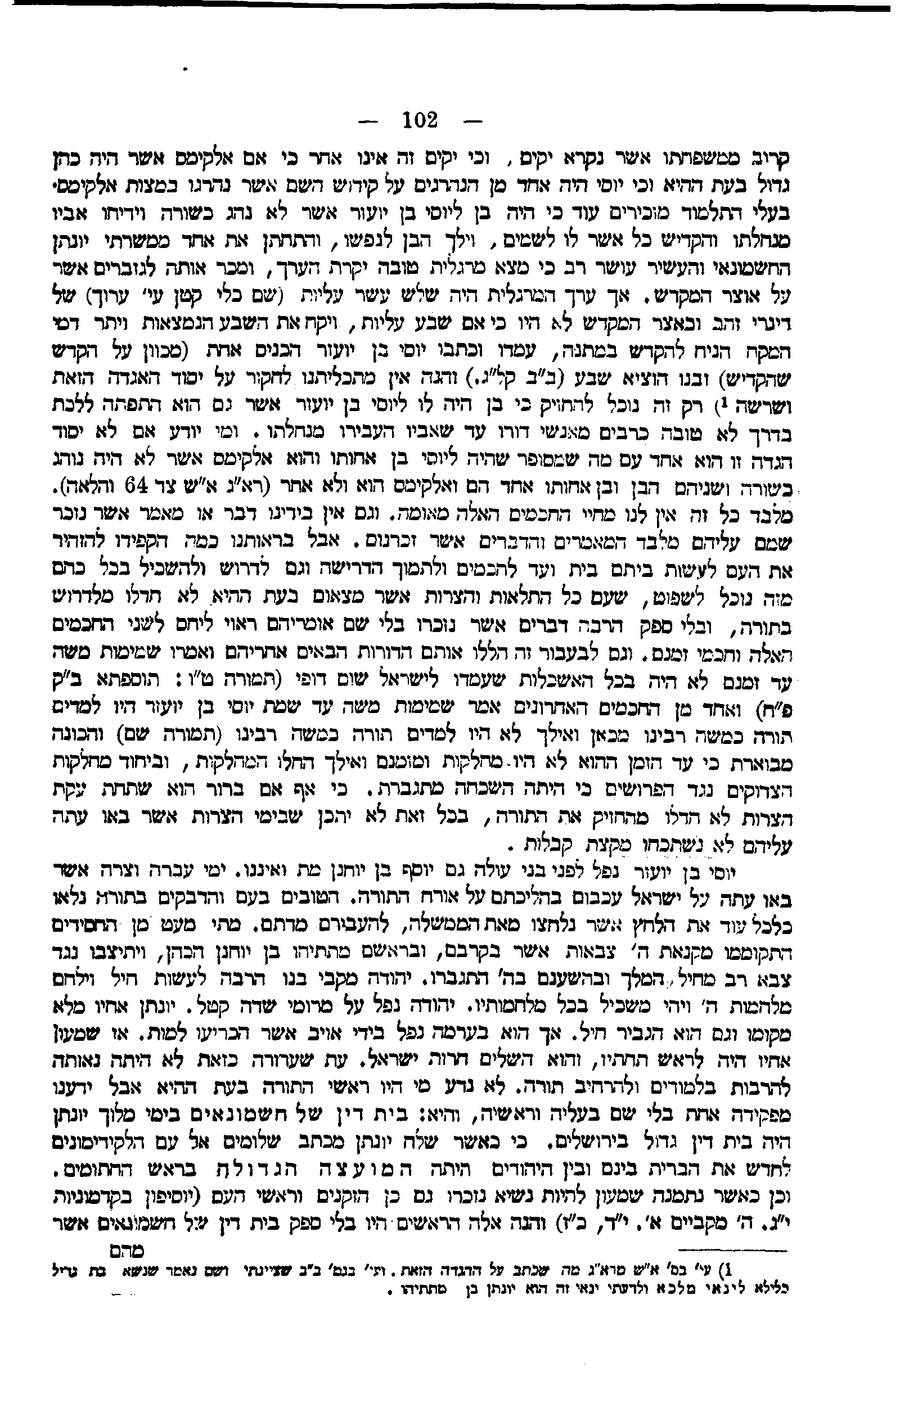 — 102 —
קרוב ממשפחתו אשר נקרא יקים, וכי יקים זה אינו אחר כי אם אלקימס אשר היה כהן
גדול בעת ההיא וכי יוסי היה אחד מן הנהרגים על קידוש השם אשר נהרגו במצות אלקימס.
בעלי התלמוד מזכירים עוד כי היה בן ליוסי בן יועזר אשר לא נהג כשורה וידיחו אביו
מנחלתו והקדיש כל אשר לו לשמים, וילך הבן לנפשו, והתחתן את אחד ממשרתי יונתן
החשמונאי והעשיר עושר רב כי מצא מרגלית טובה יקרת הערך, ומכר אותה לגזברים אשר
על אוצר המקדש. אך ערך המרגלית היה שלש עשר עליות (שם כלי קטן עי' ערוך) של
דינרי זהב ובאצר המקדש לא היו כי אם שבע עליות, ויקח את השבע הנמצאות ויתר דמי
המקח הניח להקדש במתנה, עמדו וכתבו יוסי בן יועזר הכניס אחת (מכוון על הקדש
שהקדיש) ובנו הוציא שבע (ב"ב קל"ג.) והנה אין מתכליתנו לחקור על יסוד האגדה הזאת
ושרשה 1) רק זה נוכל להחזיק כי בן היה לו ליוסי בן יועזר אשר גם הוא התפתה ללכת
בדרך לא טובה כרבים מאנשי דורו עד שאביו העבירו מנחלתו. ומי יודע אם לא יסוד
הגדה זו הוא אחד עם מה שמסופר שהיה ליוסי בן אחותו והוא אלקימס אשר לא היה נוהג
כשורה ושניהם הבן ובן אחותו אחד הם ואלקימס הוא ולא אחר (רא"ג א"ש צד 64 והלאה).
מלבד כל זה אין לנו מחיי החכמים האלה מאומה. וגם אין בידינו דבר או מאמר אשר נזכר
שמם עליהם מלבד המאמרים והדברים אשר זכרנום. אבל בראותנו כמה הקפידו להזהיר
את העם לעשות ביתם בית ועד לחכמים ולתמוך הדרישה וגם לדרוש ולהשכיל בכל כחם
מזה נוכל לשפוט, שעם כל התלאות והצרות אשר מצאום בעת ההיא לא חדלו מלדרוש
בתורה, ובלי ספק הרבה דברים אשר נזכרו בלי שם אומריהם ראוי ליחס לשני החכמים
האלה וחכמי זמנם. וגם לבעבור זה הללו אותם הדורות הבאים אחריהם ואמרו שמימות משה
עד זמנם לא היה בכל האשכלות שעמדו לישראל שום דופי (תמורה ט"ו: תוספתא ב"ק
פ"ח) ואחד מן החכמים האחרונים אמר שמימות משה עד שמת יוסי בן יועזר היו למדים
תורה כמשה רבינו מכאן ואילך לא היו למדים תורה כמשה רבינו (תמורה שם) והכונה
מבוארת כי עד הזמן ההוא לא היו מחלקות ומזמנם ואילך החלו המחלקות, וביחוד מחלקות
הצדוקים נגד הפרושים כי היתה השכחה מתגברת. כי אף אם ברור הוא שתחת עקת
הצרות לא חדלו מהחזיק את התורה, בכל זאת לא יתכן שבימי הצרות אשר באו עתה
עליהם לא נשתכחו מקצת קבלות.
יוסי בן יועזר נפל לפני בני עולה גם יוסף בן יוחנן מת ואיננו. ימי עברה וצרה אשר
באו עתה על ישראל עכבום בהליכתם על אורח התורה. הטובים בעם והדבקים בתורה נלאו
כלכל עוד את הלחץ אשר נלחצו מאת הממשלה, להעבירם מדתם. מתי מעט מן החסידים
התקוממו מקנאת ה' צבאות אשר בקרבם, ובראשם מתתיהו בן יוחנן הכהן, ויתיצבו נגד
צבא רב מחיל המלך ובהשענם בה' התגברו. יהודה מקבי בנו הרבה לעשות חיל וילחם
מלחמות ה' ויהי משכיל בכל מלחמותיו. יהודה נפל על מרומי שדה קטל. יונתן אחיו מלא
מקומו וגם הוא הגביר חיל. אך הוא בערמה נפל בידי אויב אשר הכריעו למות. אז שמעון
אחיו היה לראש תחתיו, והוא השלים חרות ישראל. עת שערורה כזאת לא היתה נאותה
להרבות בלמודים ולהרחיב תורה. לא נדע מי היו ראשי התורה בעת ההיא אבל ידענו
מפקידה אחת בלי שם בעליה וראשיה, והיא: בית דין של חשמונאים בימי מלוך יונתן
היה בית דין גדול בירושלים. כי כאשר שלח יונתן מכתב שלומים אל עם הלקידימונים
לחדש את הברית בינם ובין היהודים היתה המועצה הגדולה בראש החתומים.
וכן כאשר נתמנה שמעון להיות נשיא נזכרו גם כן הזקנים וראשי העם (יוסיפון בקדמוניות
י"ג. ה' מקביים א'. י"ד, כ"ז) והנה אלה הראשים היו בלי ספק בית דין של חשמונאים אשר
מהם
1) עי' בס' א"ש מרא"ג מה שכתב על ההגדה הזאת. ועי' בגמ' ב"ב שציינתי ושם נאמר שנשא בת גדיל
כלילא לינאי מלכא ולדעתי ינאי זה הוא יונתן בן מתתיהו.